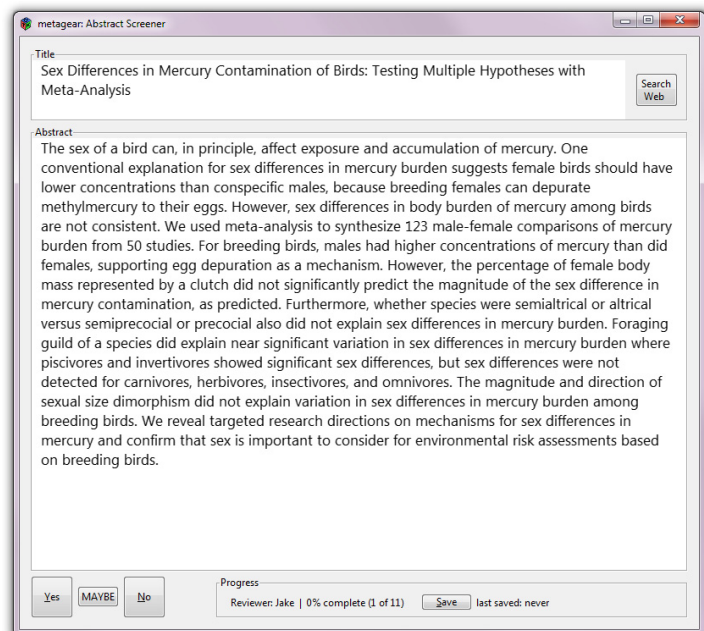 metagear: Abstract Screener
Title
Sex Differences in Mercury Contamination of Birds: Testing Multiple Hypotheses with
Meta-Analysis
Search
Web
Abstract
The sex of a bird can, in principle, affect exposure and accumulation of mercury. One
conventional explanation for sex differences in mercury burden suggests female birds should have
lower concentrations than conspecific males, because breeding females can depurate
methylmercury to their eggs. However, sex differences in body burden of mercury among birds
are not consistent. We used meta-analysis to synthesize 123 male-female comparisons of mercury
burden from 50 studies. For breeding birds, males had higher concentrations of mercury than did
females, supporting egg depuration as a mechanism. However, the percentage of female body
mass represented by a clutch did not significantly predict the magnitude of the sex difference in
mercury contamination, as predicted. Furthermore, whether species were semialtrical or altrical
versus semiprecocial or precocial also did not explain sex differences in mercury burden. Foraging
guild of a species did explain near significant variation in sex differences in mercury burden where
piscivores and invertivores showed significant sex differences, but sex differences were not
detected for carnivores, herbivores, insectivores, and omnivores. The magnitude and direction of
sexual size dimorphism did not explain variation in sex differences in mercury burden among
breeding birds. We reveal targeted research directions on mechanisms for sex differences in
mercury and confirm that sex is important to consider for environmental risk assessments based
on breeding birds.
Yes
MAYBE
No
Progress
Reviewer: Jake | 0% complete (1 of 11)
Save
last saved: never